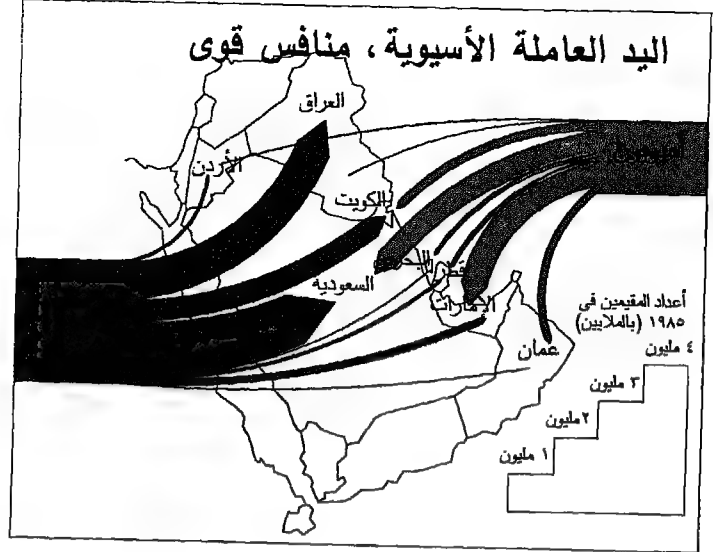 اليد العاملة الأسيوية، منافس قوى
العراق
الأردن
الكويت
قطر
السعودية
الإمارات
عمان
أعداد المقيمين فى
١٩٨٥ (بالملايين)
٤ مليون
٣ مليون
٢ مليون
١ مليون